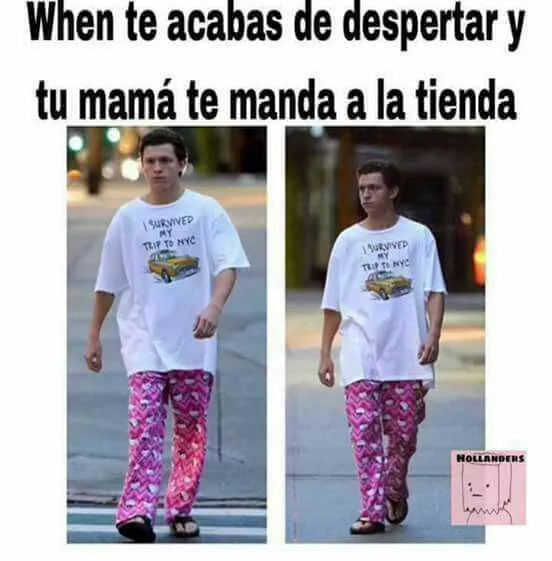 When te acabas de despertar y
tu mamá te manda a la tienda
I SURVIVED
MY
TRIP TO NYC
I SURVIVED
MY
TRIP TO NYC
HOLLANDERS